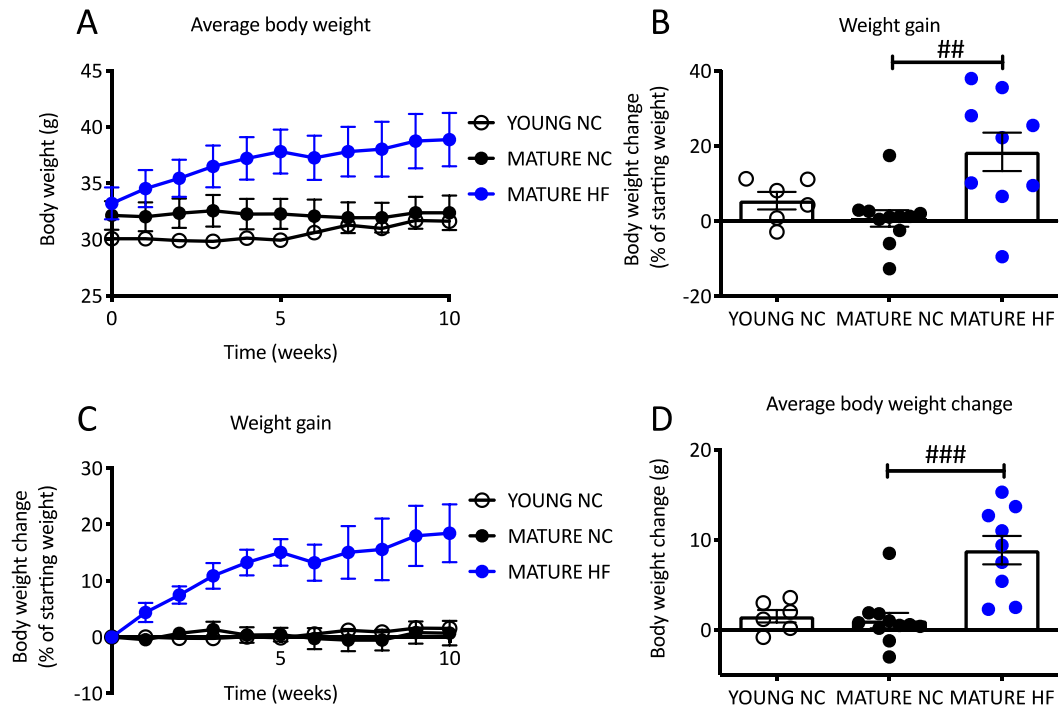 A
Average body weight
Body weight (g)
45
40
35
30
25
0
5
10
Time (weeks)
YOUNG NC
MATURE NC
MATURE HF
B
Weight gain
##
Body weight change
(% of starting weight)
40
20
0
-20
YOUNG NC
MATURE NC
MATURE HF
C
Weight gain
Body weight change
(% of starting weight)
30
20
10
0
-10
5
10
Time (weeks)
YOUNG NC
MATURE NC
MATURE HF
D
Average body weight change
###
Body weight change (g)
20
10
0
YOUNG NC
MATURE NC
MATURE HF